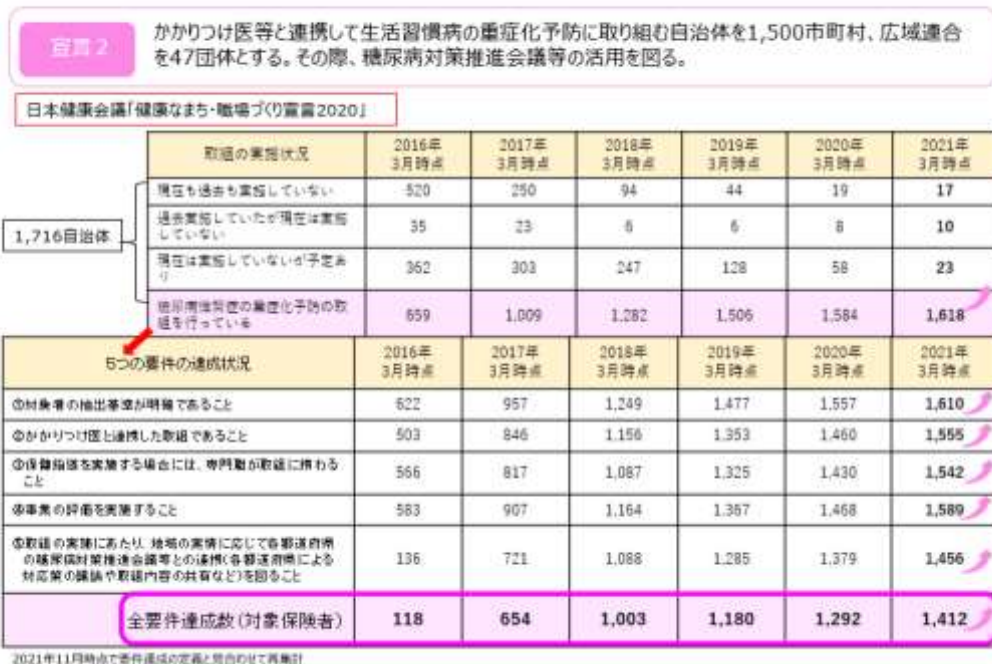 宣言2
かかりつけ医等と連携して生活習慣病の重症化予防に取り組む自治体を1,500市町村、広域連合
を47団体とする。その際、糖尿病対策推進会議等の活用を図る。
日本健康会議「健康なまち・職場づくり宣言2020」
取組の実施状況 2016年 3月時点 2017年 3月時点 2018年 3月時点 2019年 3月時点 2020年 3月時点 2021年 3月時点
1,716自治体
現在も過去も実施していない 520 250 94 44 19 17
過去実施していたが現在は実施
していない 35 23 6 6 8 10
現在は実施していないが予定あ
り 362 303 247 128 58 23
糖尿病性腎症の重症化予防の取
組を行っている 659 1,009 1,282 1,506 1,584 1,618
5つの要件の達成状況 2016年 3月時点 2017年 3月時点 2018年 3月時点 2019年 3月時点 2020年 3月時点 2021年 3月時点
①対象者の抽出基準が明確であること 622 957 1,249 1,477 1,557 1,610
②かかりつけ医と連携した取組であること 503 846 1,156 1,353 1,460 1,555
③保健指導を実施する場合には、専門職が取組に携わる
こと 566 817 1,087 1,325 1,430 1,542
④事業の評価を実施すること 583 907 1,164 1,367 1,468 1,589
⑤取組の実施にあたり、地域の実情に応じて各都道府県
の糖尿病対策推進会議等との連携(各都道府県による
対応策の議論や取組内容の共有など)を図ること 136 721 1,088 1,285 1,379 1,456
全要件達成数(対象保険者) 118 654 1,003 1,180 1,292 1,412
2021年11月時点で要件達成の定義と照合わせて再集計